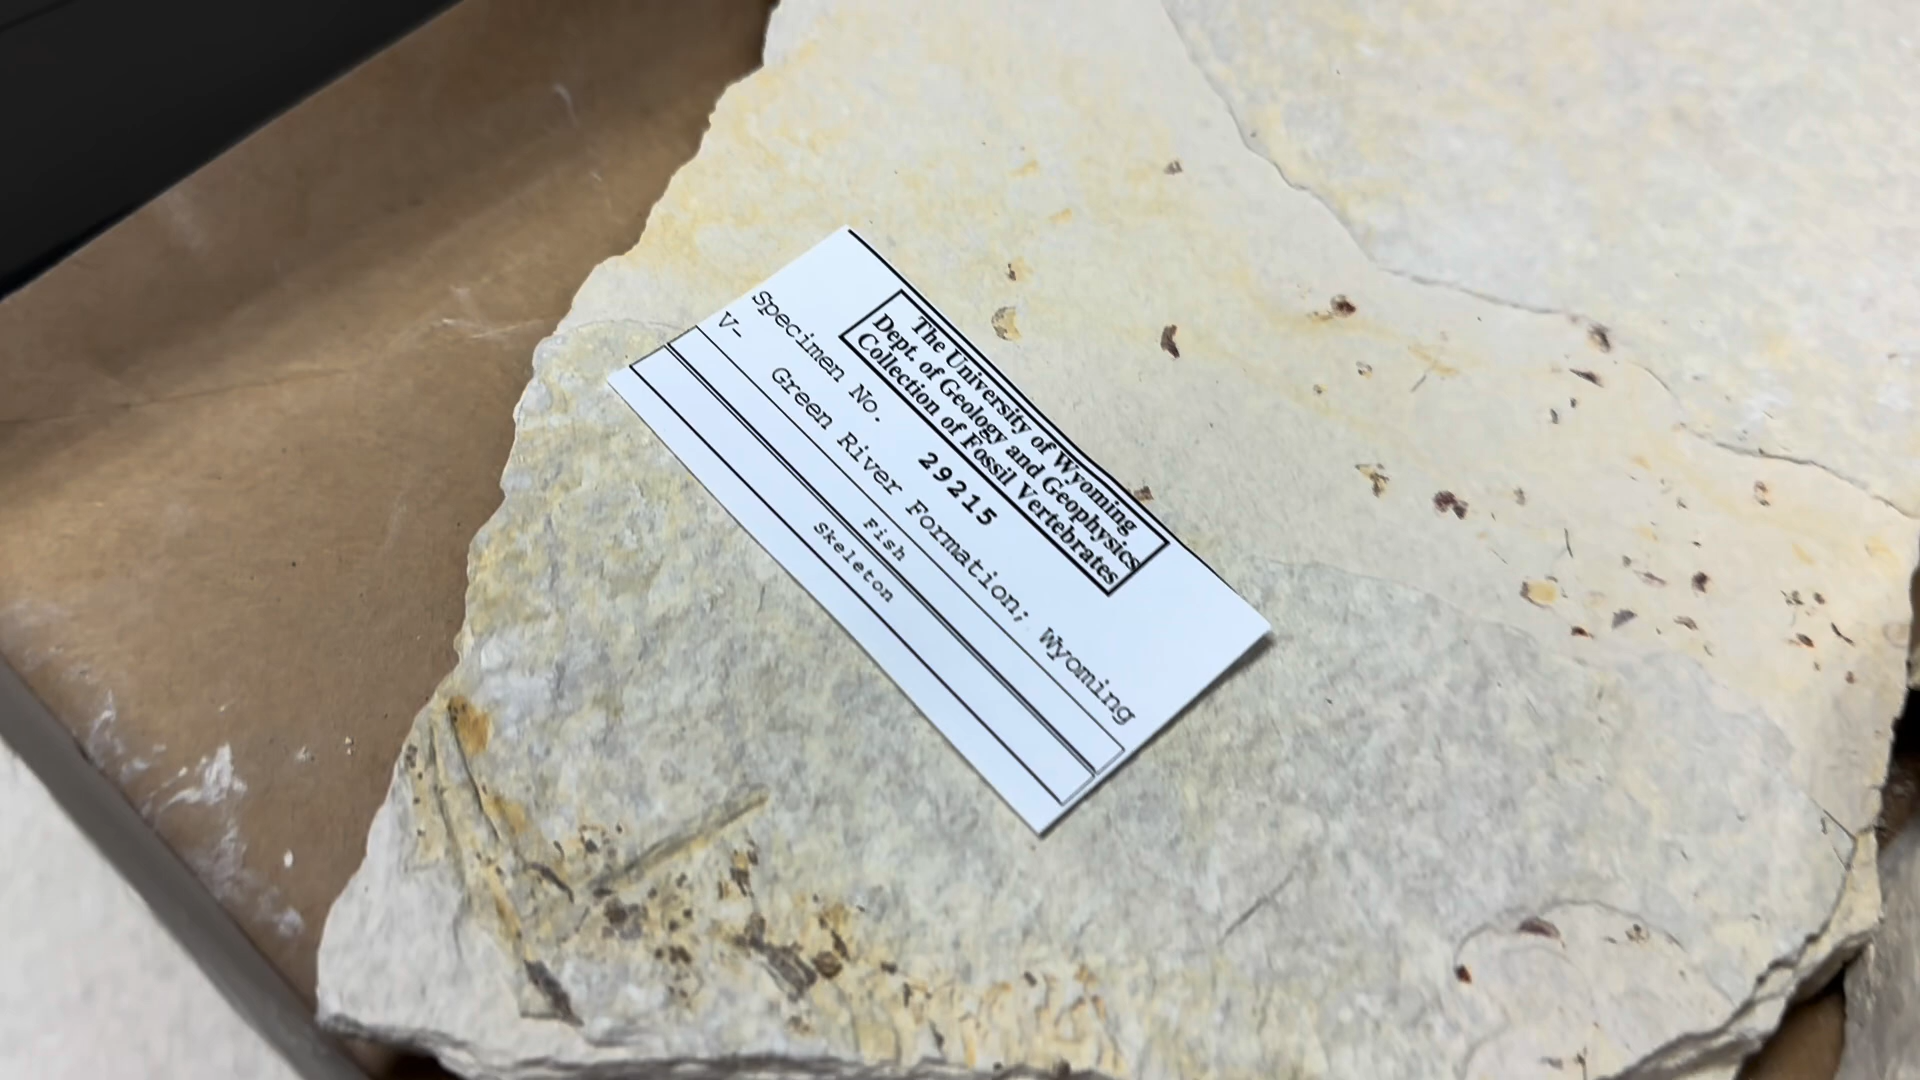 The University of Wyoming
Dept. of Geology and Geophysics
Collection of Fossil Vertebrates
Specimen No. 29215
V- Green River Formation; Wyoming
Fish
Skeleton